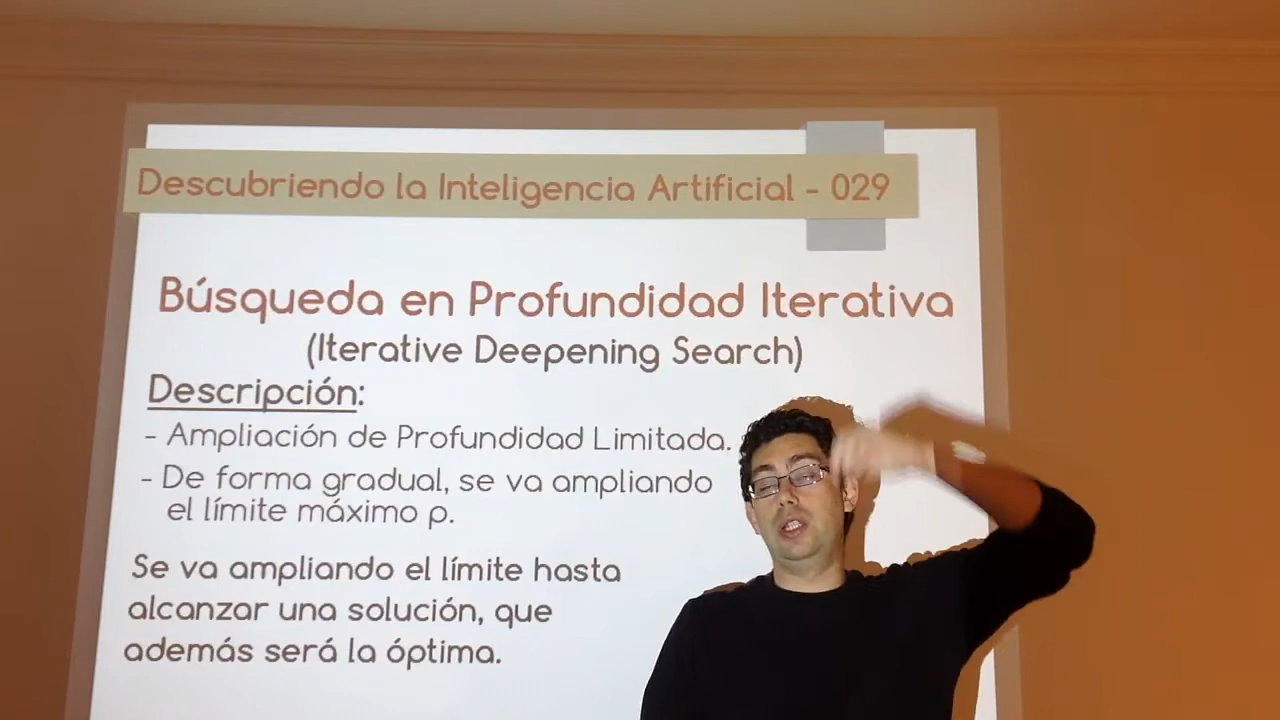 Descubriendo la Inteligencia Artificial - 029
Búsqueda en Profundidad Iterativa
(Iterative Deepening Search)
Descripción:
- Ampliación de Profundidad Limitada.
- De forma gradual, se va ampliando
el límite máximo p.
Se va ampliando el límite hasta
alcanzar una solución, que
además será la óptima.